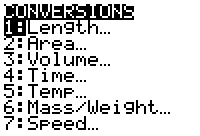 CONVERSIONS
1:Length…
2:Area…
3:Volume…
4:Time…
5:Temp…
6:Mass/Weight…
7:Speed…